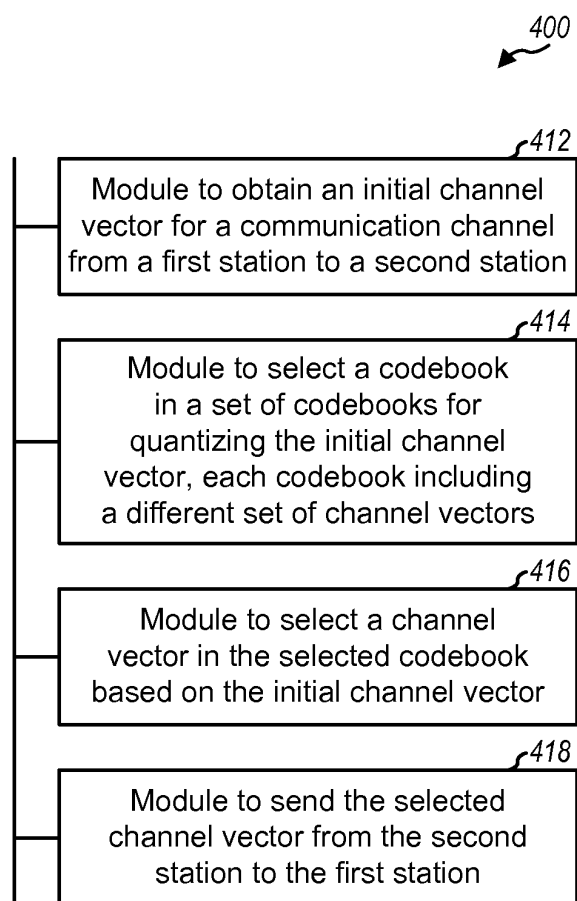 400
412
Module to obtain an initial channel
vector for a communication channel
from a first station to a second station
414
Module to select a codebook
in a set of codebooks for
quantizing the initial channel
vector, each codebook including
a different set of channel vectors
416
Module to select a channel
vector in the selected codebook
based on the initial channel vector
418
Module to send the selected
channel vector from the second
station to the first station